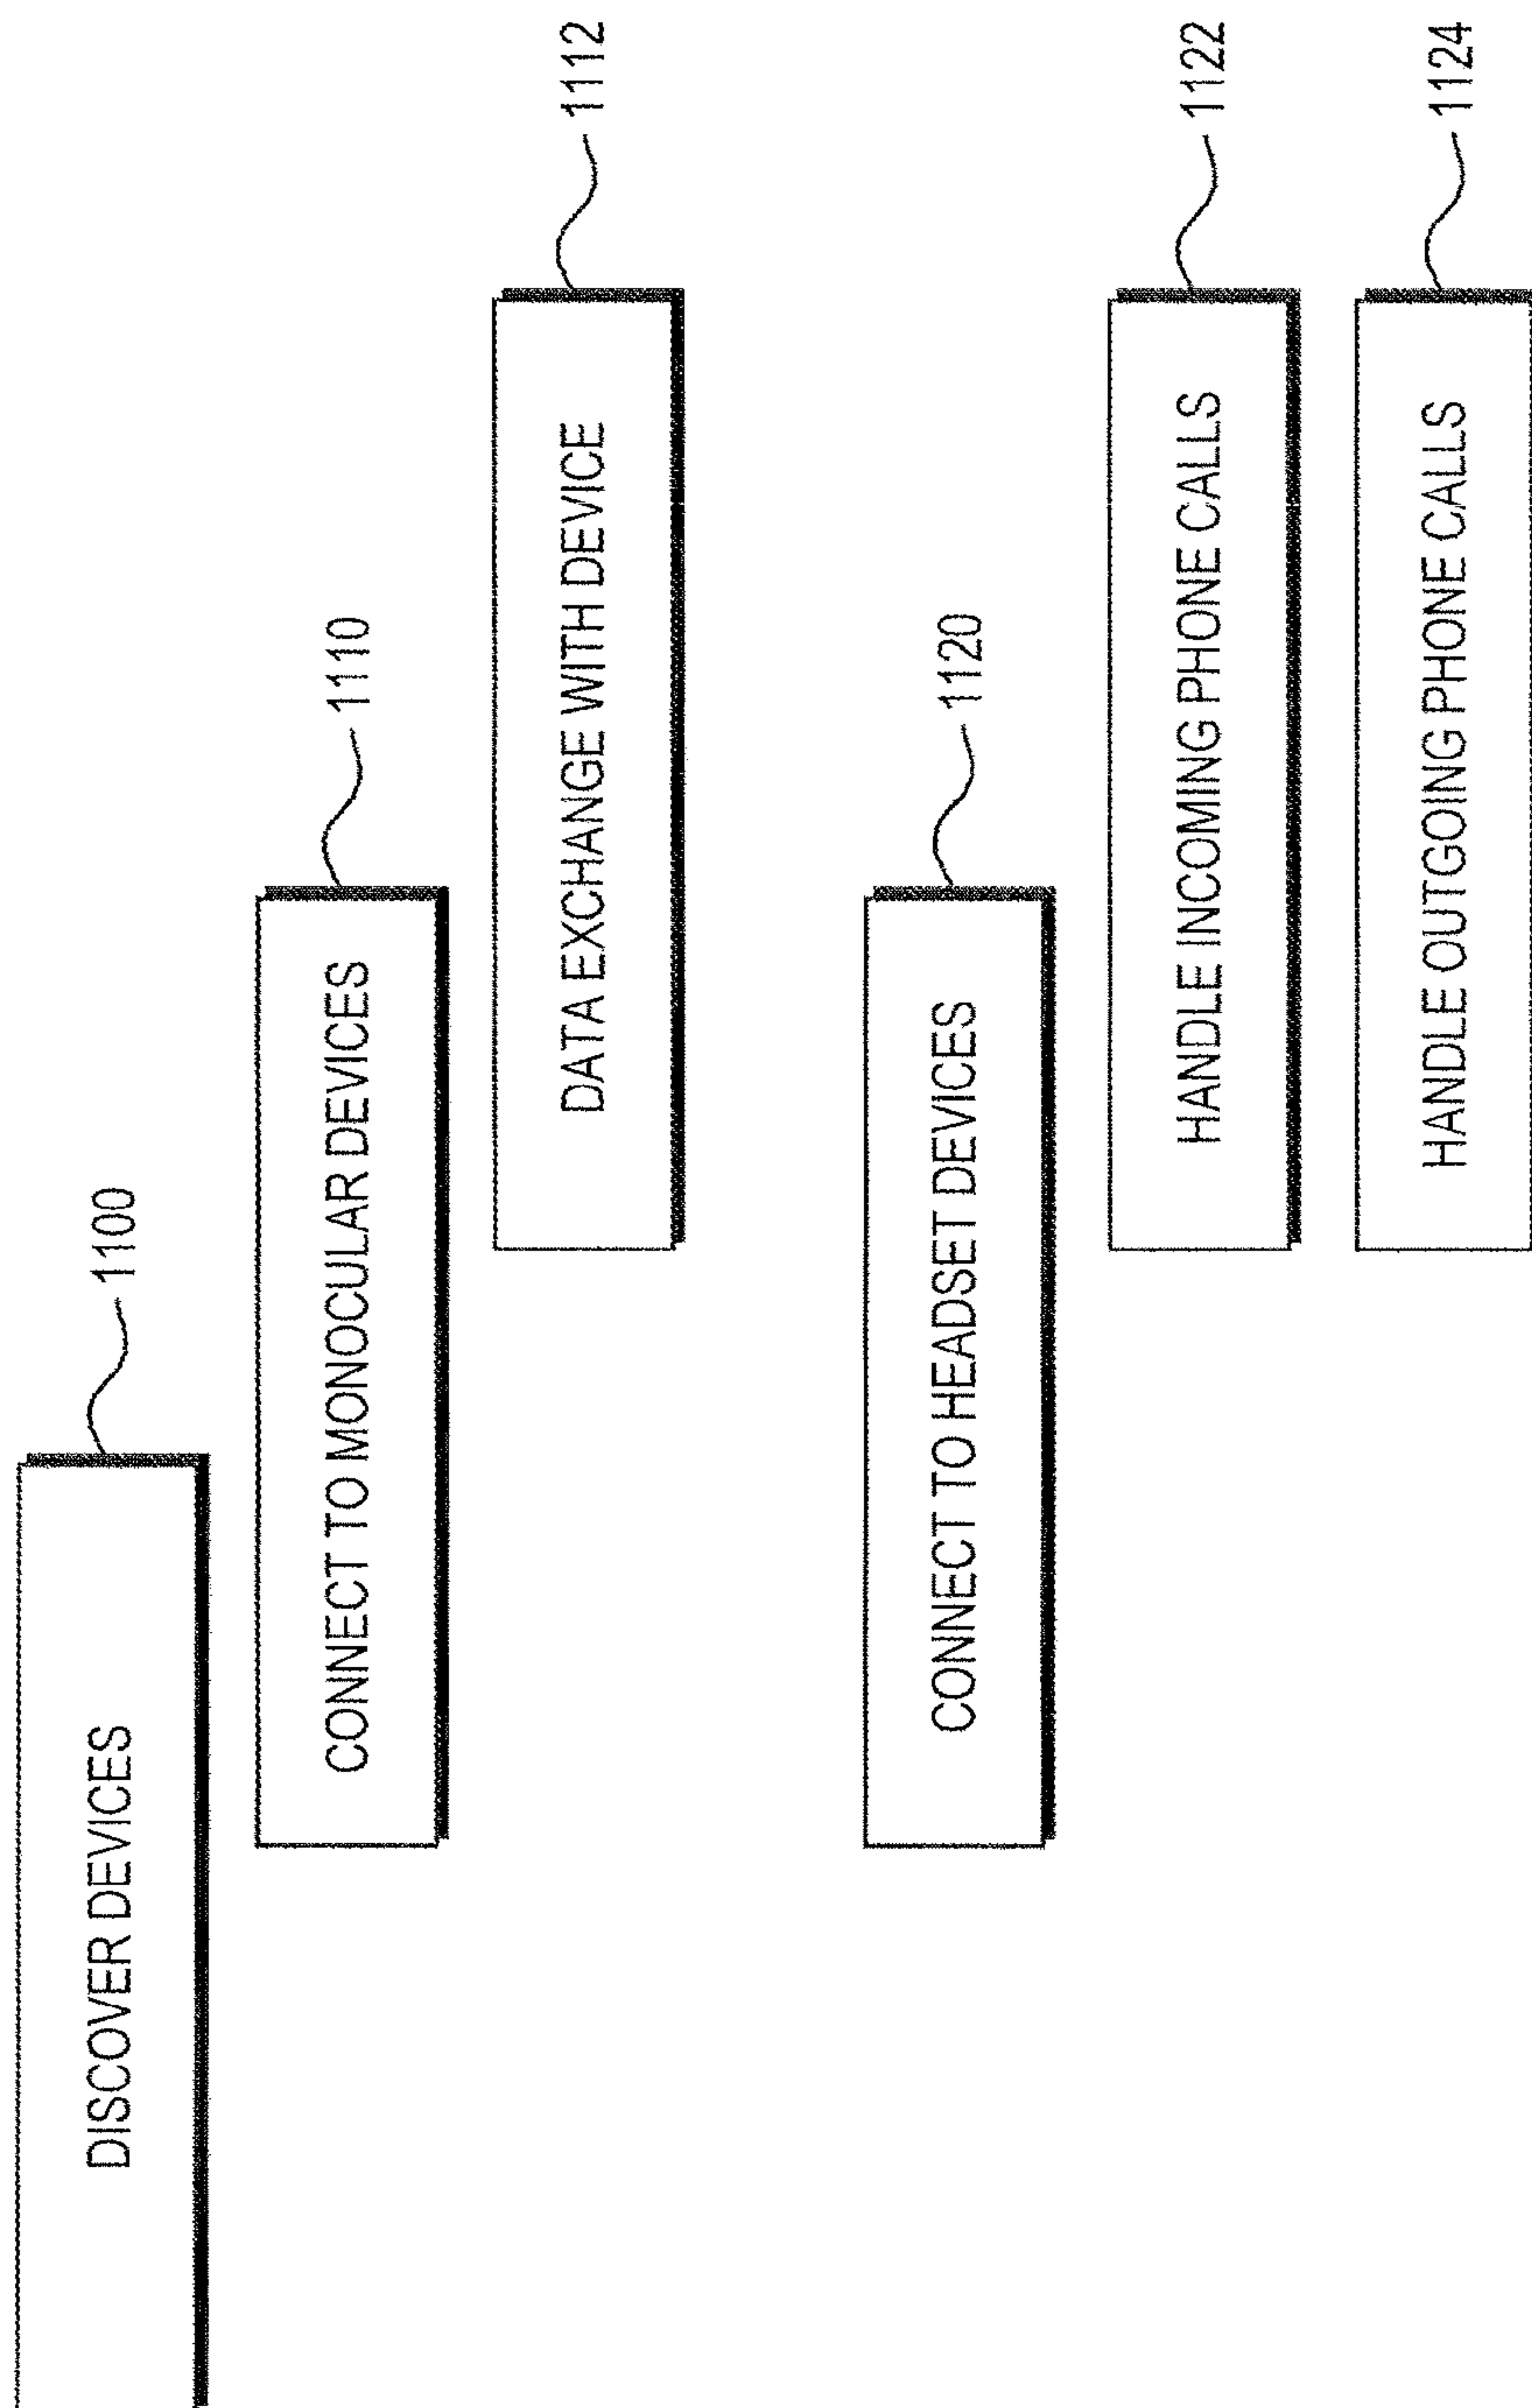 DISCOVER DEVICES
1100
CONNECT TO MONOCULAR DEVICES
1110
DATA EXCHANGE WITH DEVICE
1112
CONNECT TO HEADSET DEVICES
1120
HANDLE INCOMING PHONE CALLS
1122
HANDLE OUTGOING PHONE CALLS
1124